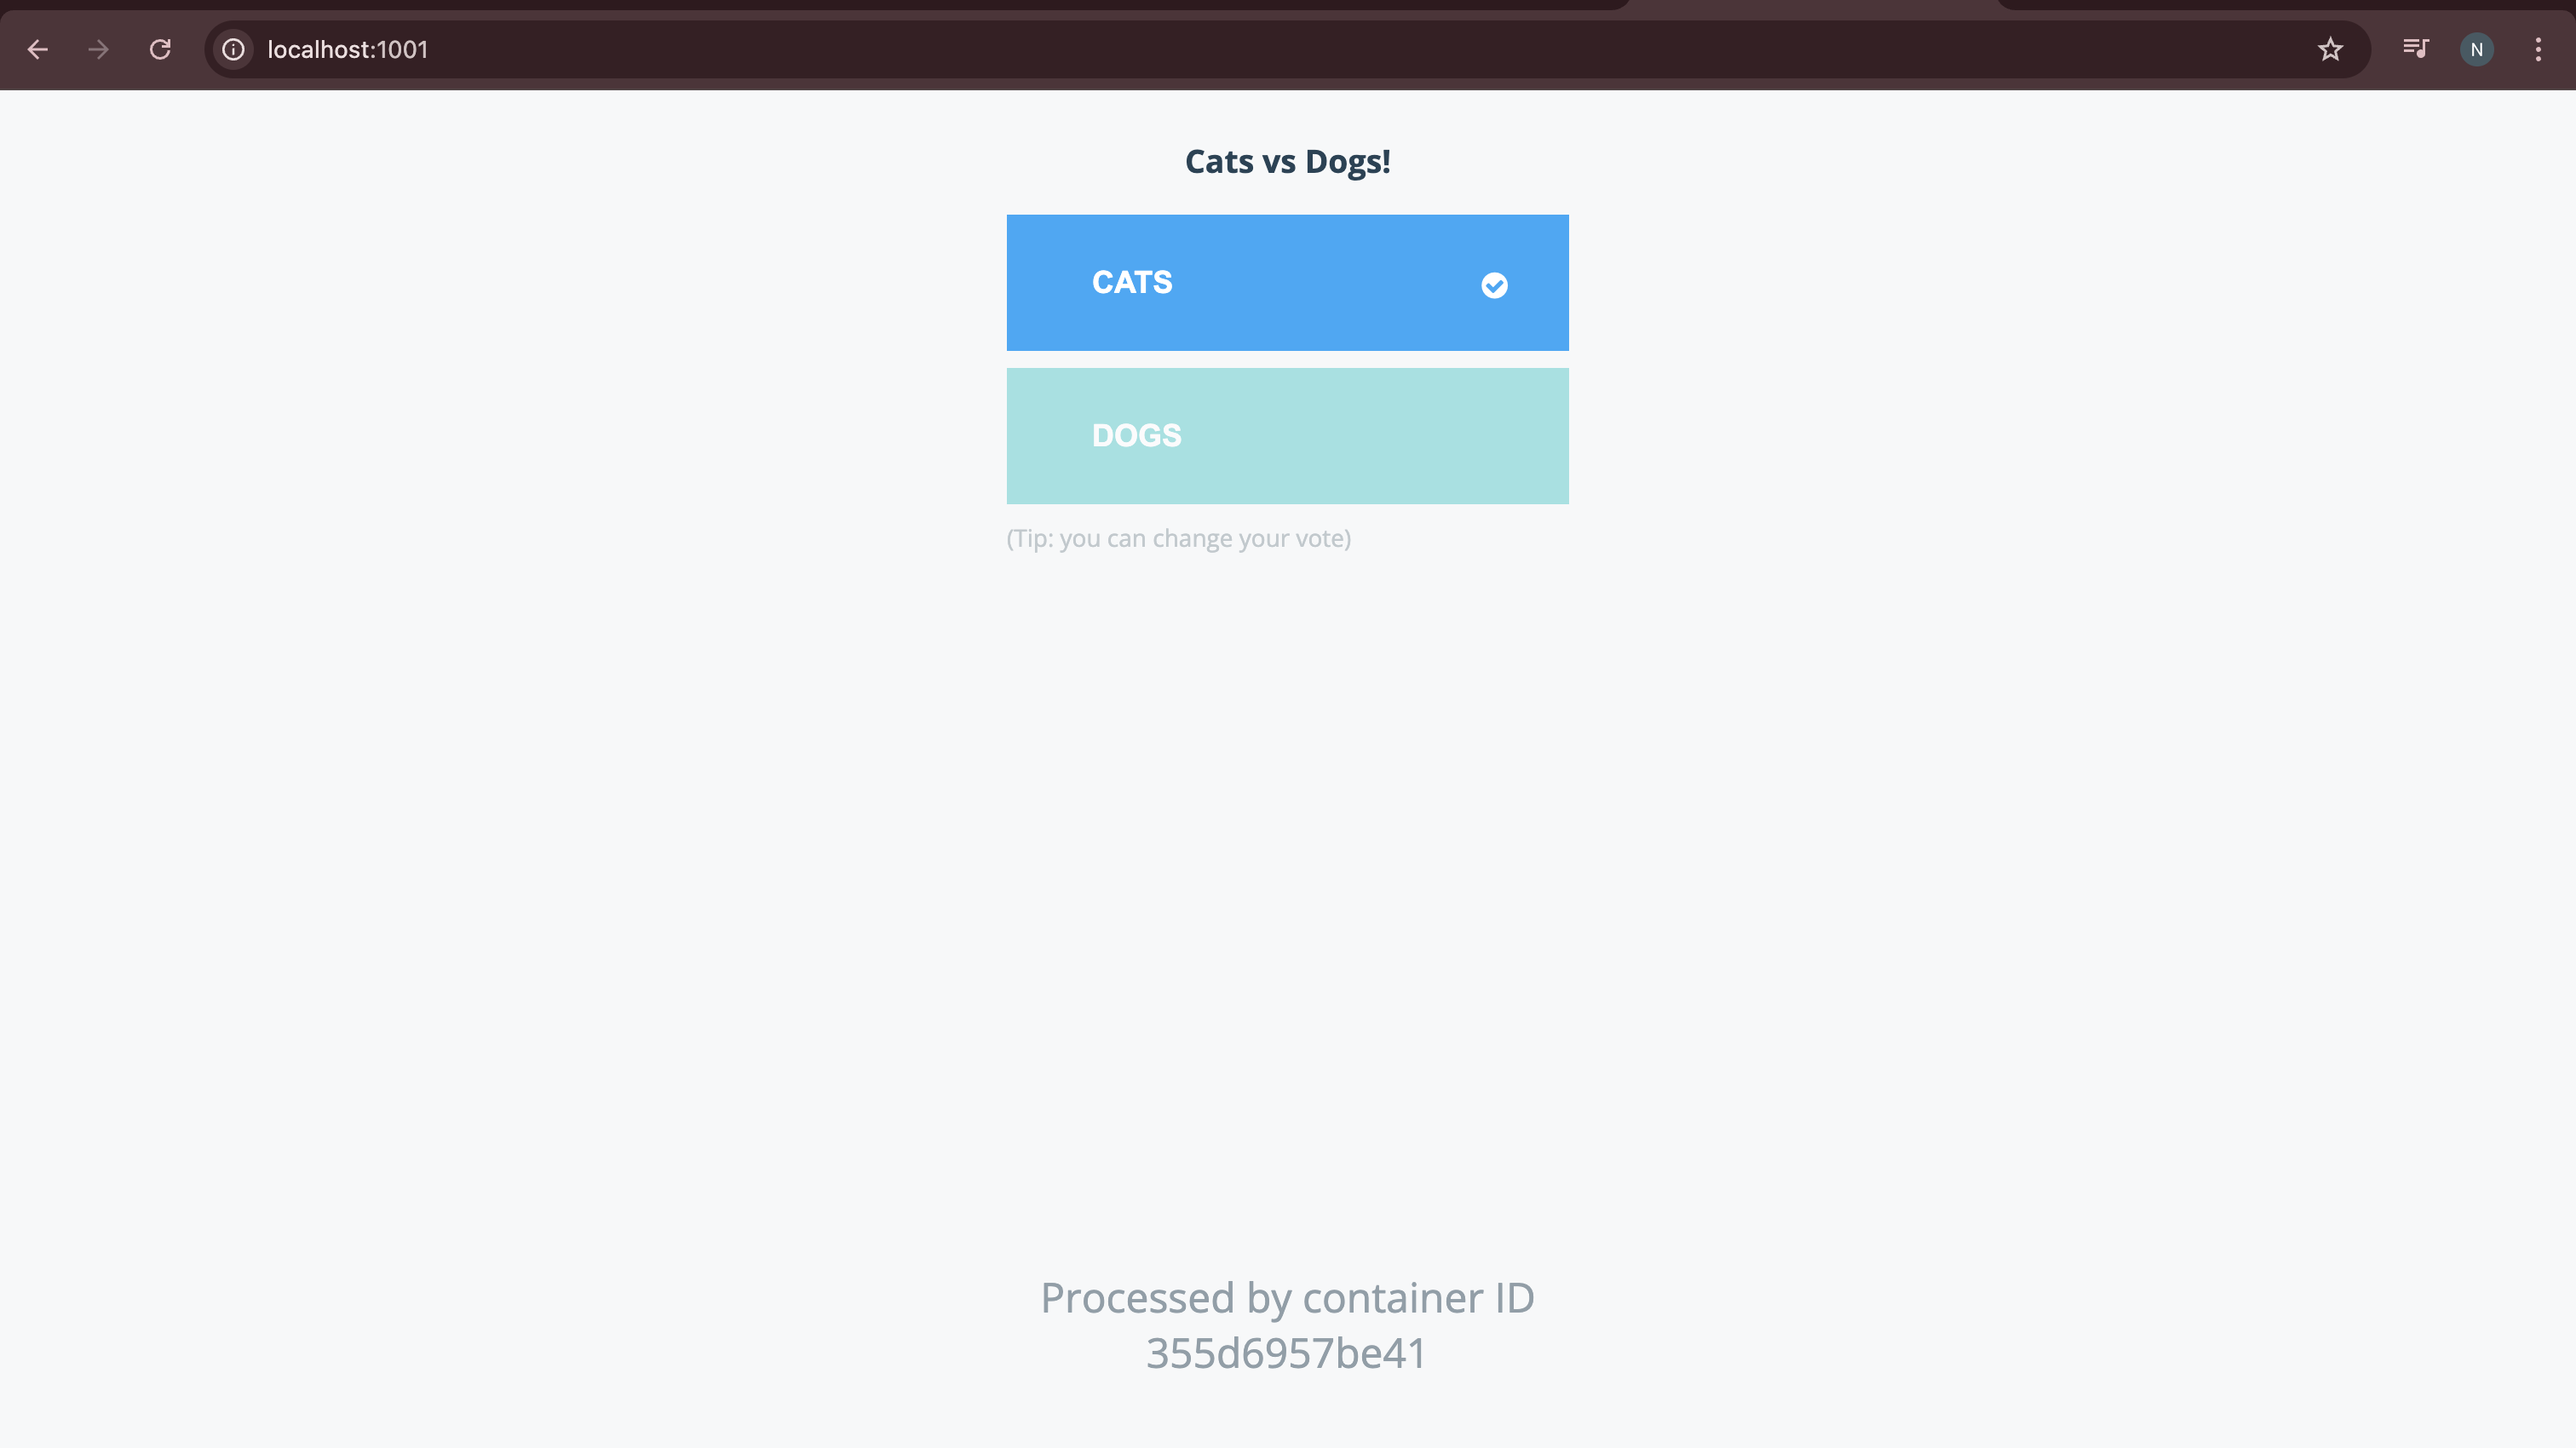 localhost:1001
N
Cats vs Dogs!
CATS
DOGS
(Tip: you can change your vote)
Processed by container ID
355d6957be41